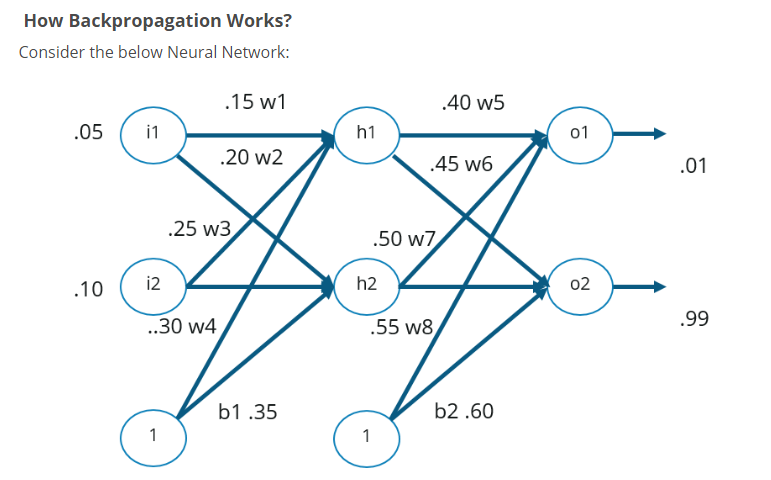 How Backpropagation Works?
Consider the below Neural Network:
.15 w1
.40 w5
.05
i1
h1
o1
.20 w2
.45 w6
.01
.25 w3
.50 w7
.10
i2
h2
o2
..30 w4
.55 w8
.99
b1 .35
b2 .60
1
1